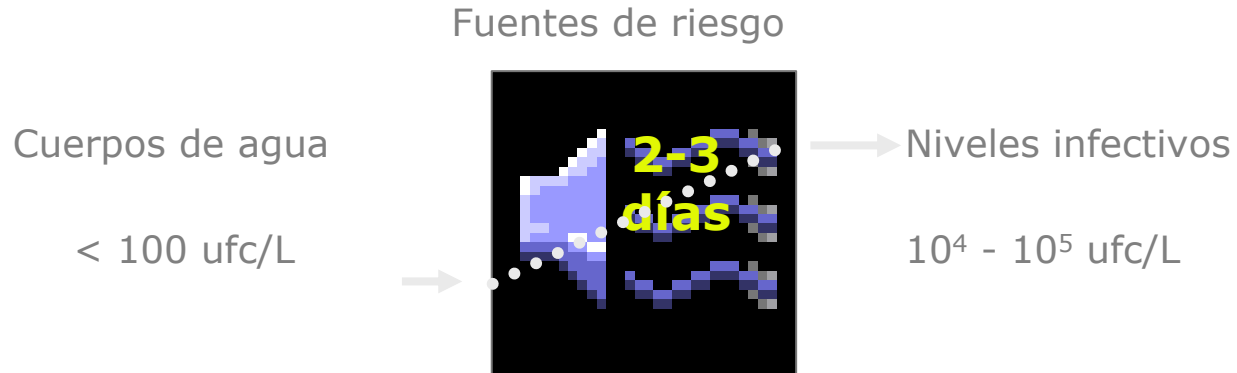 Fuentes de riesgo
Cuerpos de agua
2-3
días
Niveles infectivos
< 100 ufc/L
10⁴ - 10⁵ ufc/L